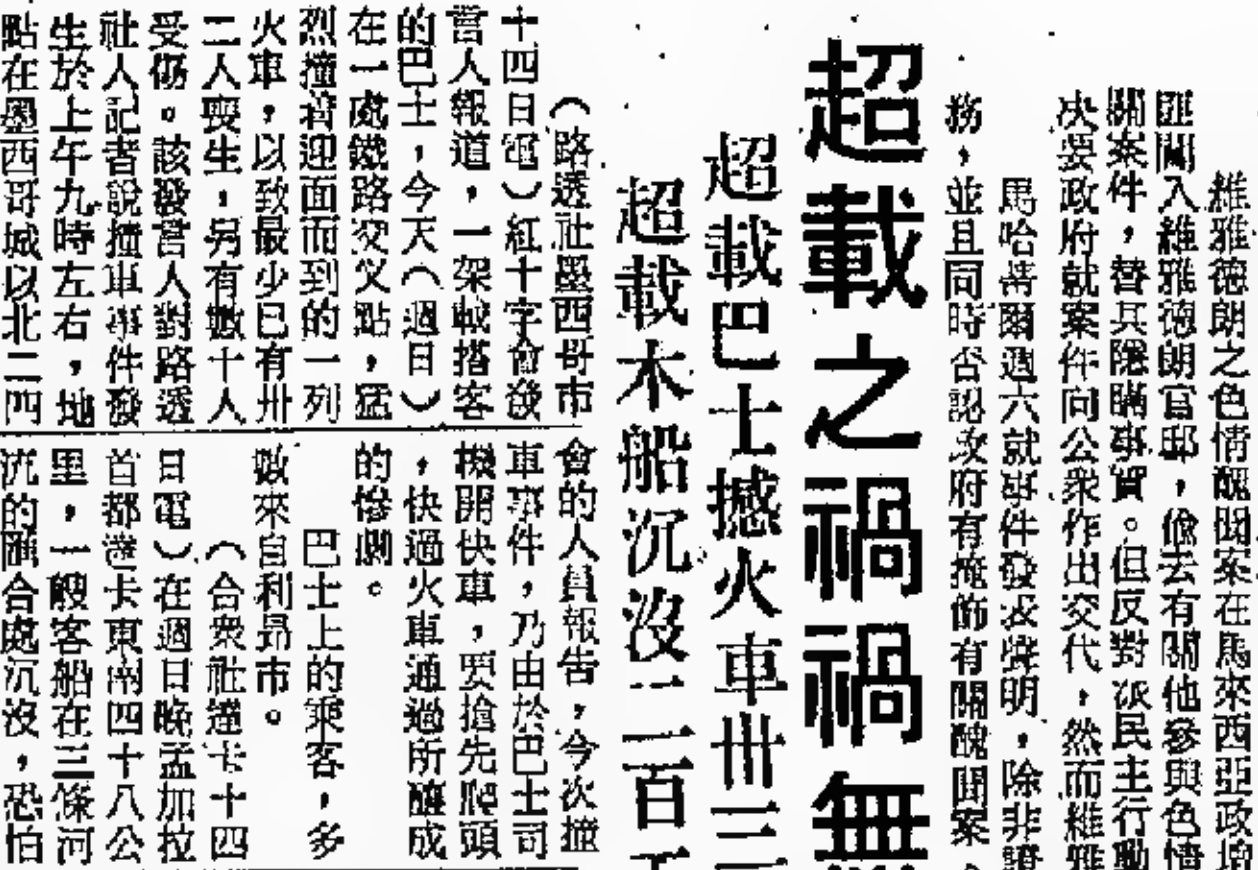 維雅德朗之色情醜聞案在馬來西亞政增
匪闖入維雅德朗官邸，偷去有關他參與色情
關案件，替其隱瞞事實。但反對派民主行動
决要政府就案件向公衆作出交代，然而維雅
馬哈蒂爾週六就事件發表聲明，除非證
務，並且同時否認政府有掩飾有關醜聞案，
超載之禍禍無
超載巴士撼火車卅三
超載木船沉沒二百
（路透社墨西哥市
十四日電）紅十字會發
言人報道，一架載搭客
的巴士，今天（週日）
在一處鐵路交叉點，猛
烈撞着迎面而到的一列
火車，以致最少已有卅
二人喪生，另有數十人
受傷。該發言人對路透
社人記者說撞車事件發
生於上午九時左右，地
點在墨西哥城以北二四
會的人員報告，今次撞
車事件，乃由於巴士司
機開快車，要搶先爬頭
，快過火車通過所釀成
的慘劇。
巴士上的乘客，多
數來自利昂市。
（合衆社達卡十四
日電）在週日晚孟加拉
首都達卡東南四十八公
里，一艘客船在三條河
沉的匯合處沉沒，恐怕